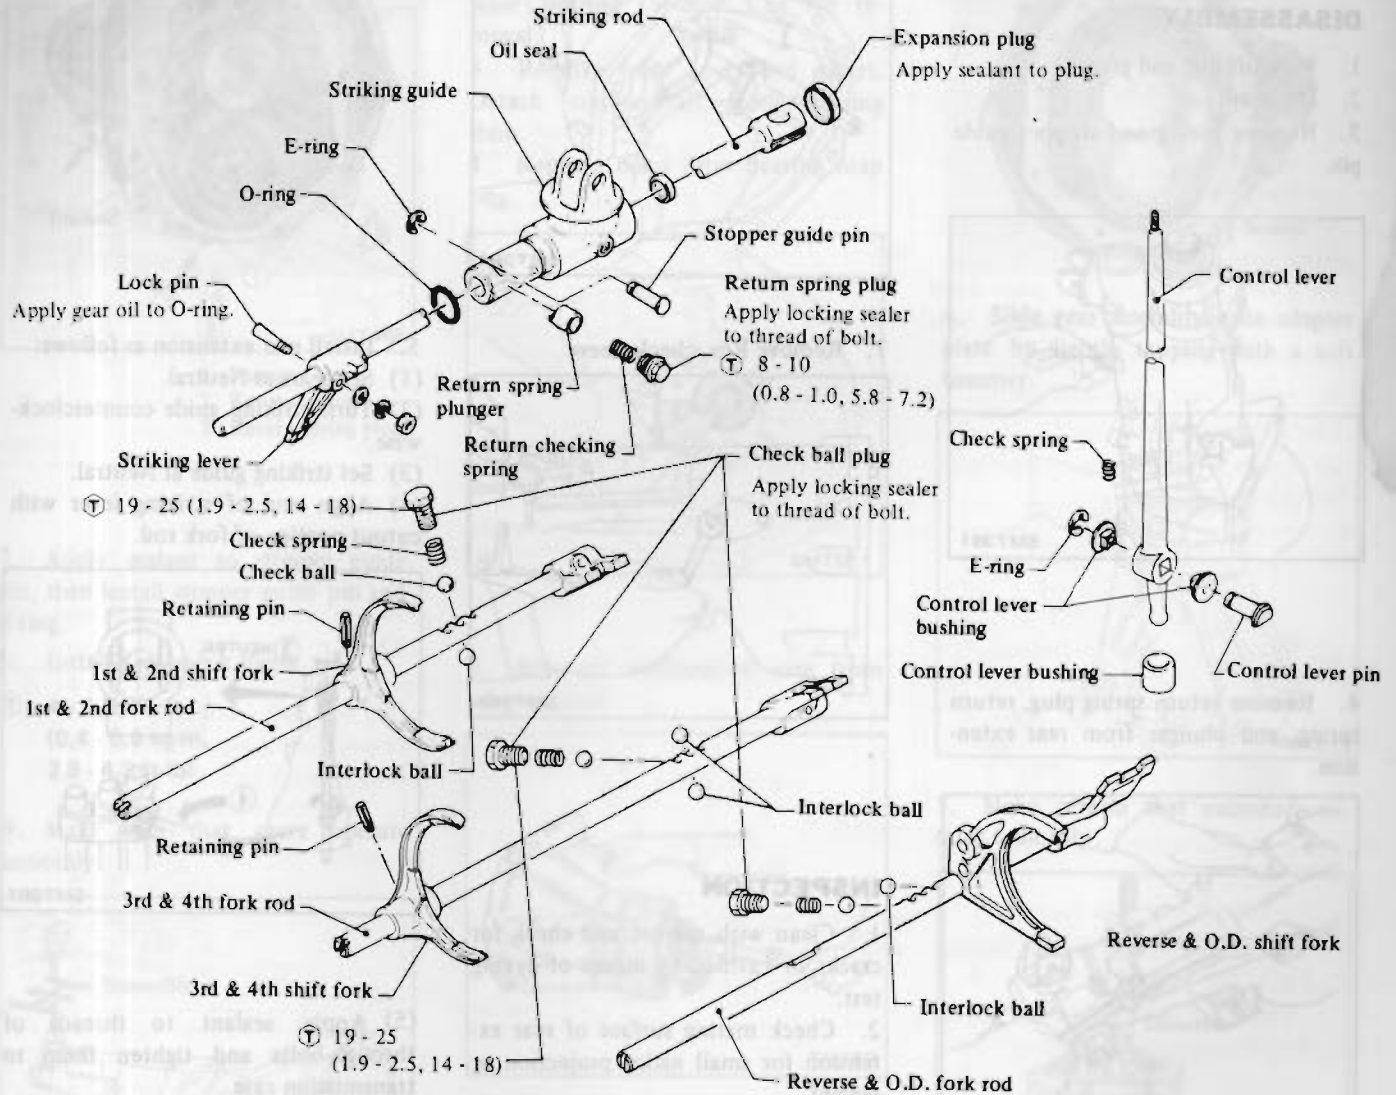 Striking rod
Oil seal
Expansion plug
Apply sealant to plug.
Striking guide
E-ring
O-ring
Stopper guide pin
Lock pin
Apply gear oil to O-ring.
Return spring plug
Apply locking sealer
to thread of bolt.
T 8 - 10
(0.8 - 1.0, 5.8 - 7.2)
Control lever
Return spring
plunger
Striking lever
Return checking
spring
Check ball plug
Apply locking sealer
to thread of bolt.
Check spring
T 19 - 25 (1.9 - 2.5, 14 - 18)
Check spring
Check ball
Retaining pin
E-ring
Control lever
bushing
1st & 2nd shift fork
Control lever bushing
Control lever pin
1st & 2nd fork rod
Interlock ball
Interlock ball
Retaining pin
3rd & 4th fork rod
Reverse & O.D. shift fork
3rd & 4th shift fork
Interlock ball
T 19 - 25
(1.9 - 2.5, 14 - 18)
Reverse & O.D. fork rod